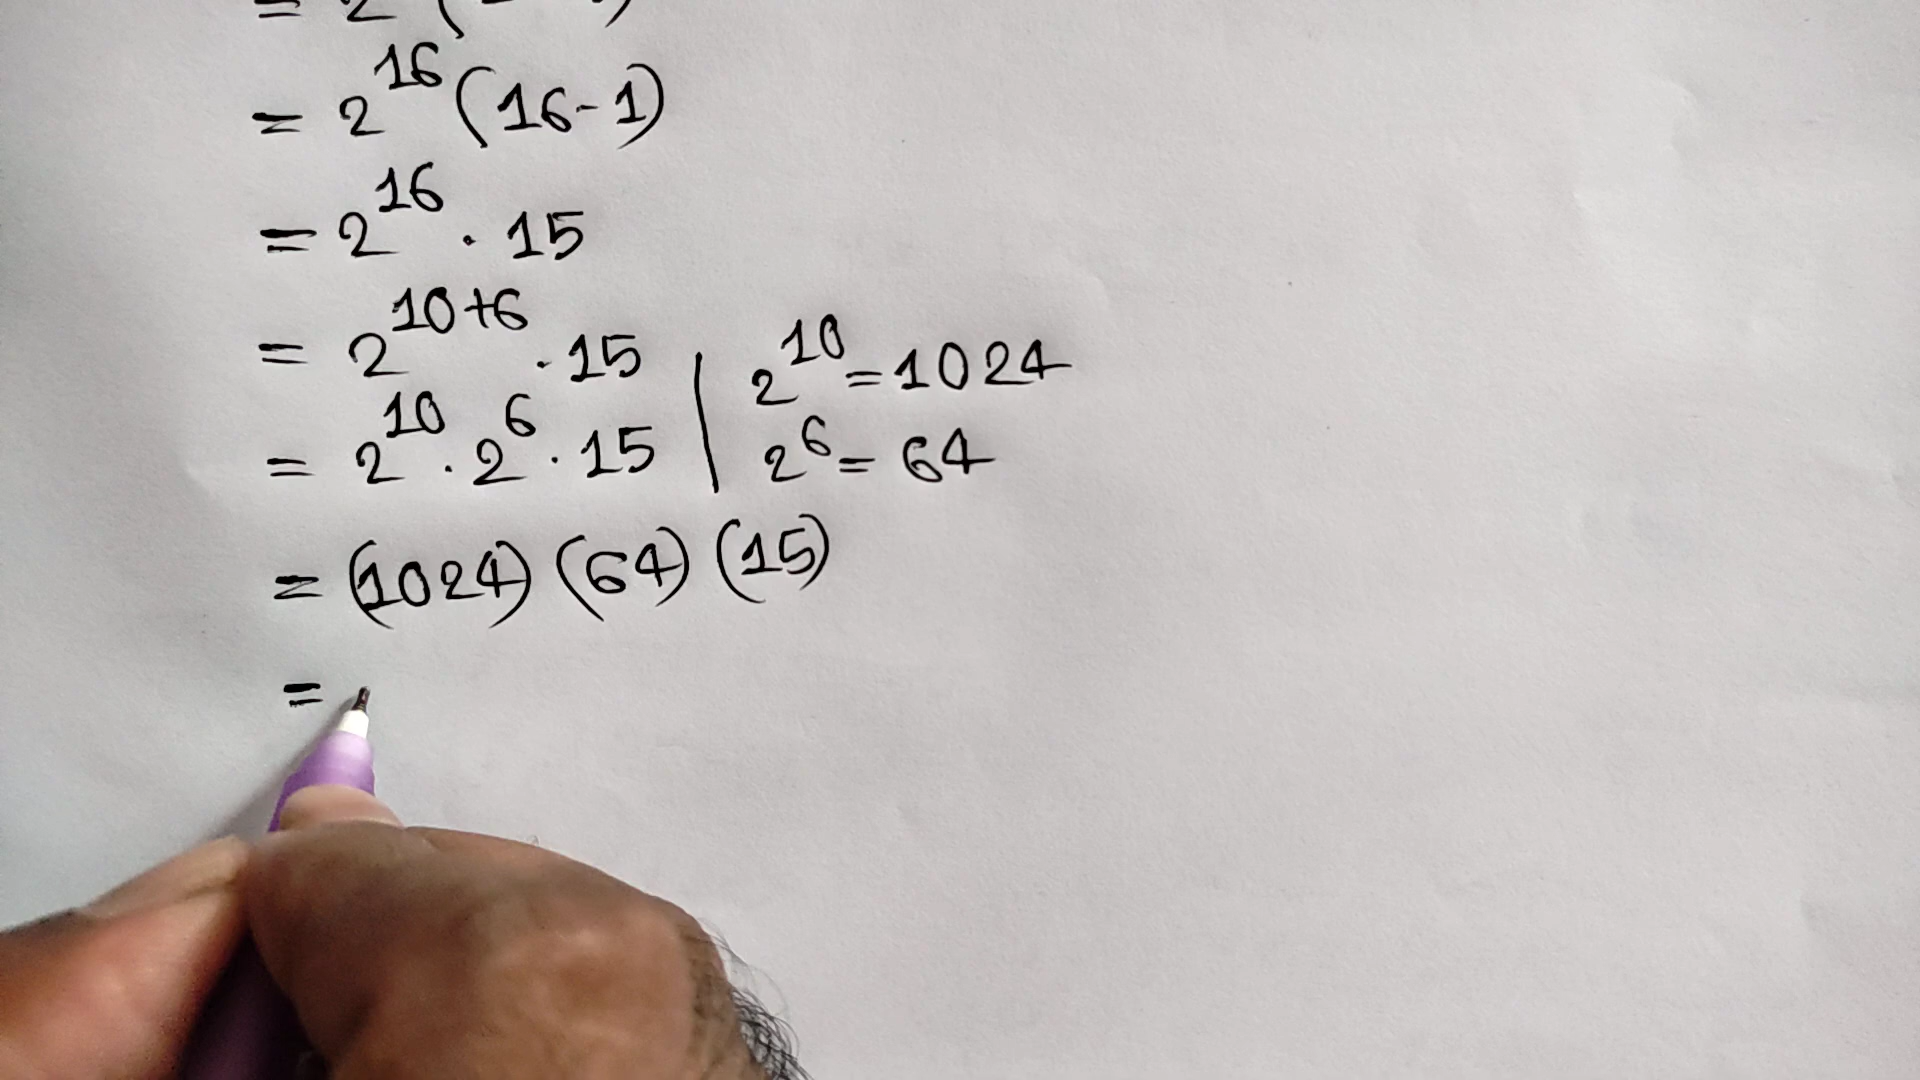 = 2 (
= 2^16 (16-1)
= 2^16 . 15
= 2^10+6 . 15 | 2^10 = 1024
= 2^10 . 2^6 . 15 | 2^6 = 64
= (1024) (64) (15)
=